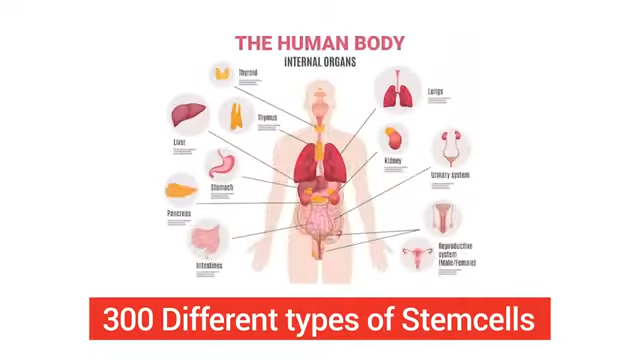 THE HUMAN BODY
INTERNAL ORGANS
Thyroid
Lungs
Thymus
Liver
Kidney
Urinary system
Stomach
Pancreas
Reproductive
system
(Male/Female)
Intestines
300 Different types of Stemcells